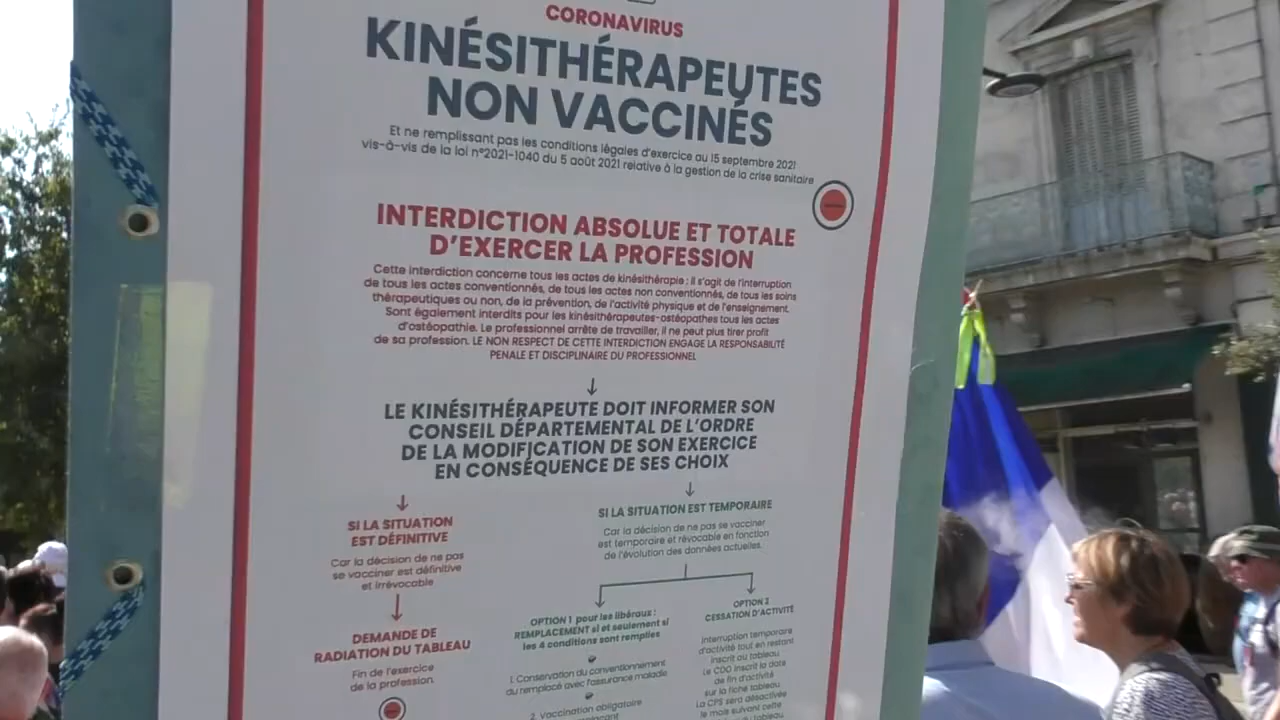 CORONAVIRUS
KINÉSITHÉRAPEUTES
NON VACCINÉS
Et ne remplissant pas les conditions légales d'exercice au 15 septembre 2021
vis-à-vis de la loi n°2021-1040 du 5 août 2021 relative à la gestion de la crise sanitaire
INTERDICTION ABSOLUE ET TOTALE
D'EXERCER LA PROFESSION
Cette interdiction concerne tous les actes de kinésithérapie : il s'agit de l'interruption
de tous les actes conventionnés, de tous les actes non conventionnés, de tous les soins
thérapeutiques ou non, de la prévention, de l'activité physique et de l'enseignement.
Sont également interdits pour les kinésithérapeutes-ostéopathes tous les actes
d'ostéopathie. Le professionnel arrête de travailler, il ne peut plus tirer profit
de sa profession. LE NON RESPECT DE CETTE INTERDICTION ENGAGE LA RESPONSABILITÉ
PENALE ET DISCIPLINAIRE DU PROFESSIONNEL
LE KINÉSITHÉRAPEUTE DOIT INFORMER SON
CONSEIL DÉPARTEMENTAL DE L'ORDRE
DE LA MODIFICATION DE SON EXERCICE
EN CONSÉQUENCE DE SES CHOIX
SI LA SITUATION
EST DÉFINITIVE
Car la décision de ne pas
se vacciner est définitive
et irrévocable
DEMANDE DE
RADIATION DU TABLEAU
Fin de l'exercice
de la profession
SI LA SITUATION EST TEMPORAIRE
Car la décision de ne pas se vacciner
est temporaire et révocable en fonction
de l'évolution des données actuelles.
OPTION 1 pour les libéraux :
REMPLACEMENT si et seulement si
les 4 conditions sont remplies
1. Conservation du conventionnement
du remplacé avec l'assurance maladie
2. Vaccination obligatoire
OPTION 2
CESSATION D'ACTIVITÉ
Interruption temporaire
d'activité tout en restant
inscrit au tableau.
Le CDO inscrit la date
de fin d'activité
sur la fiche tableau.
La CPS sera désactivée
le mois suivant cette